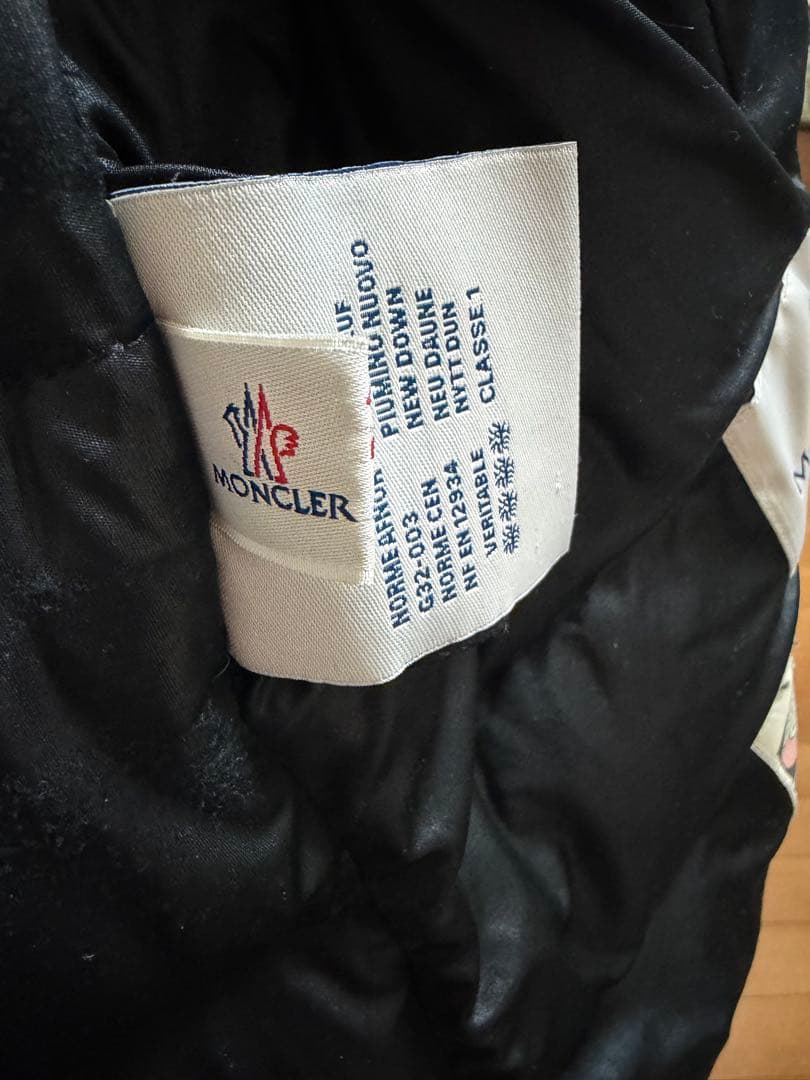 MONCLER
PIUMINO NUOVO
NEW DOWN
NEU DAUNE
NYTT DUN
CLASSE 1
NORME AFNOR
G32-003
NORME CEN
NF EN 12934
VERITABLE